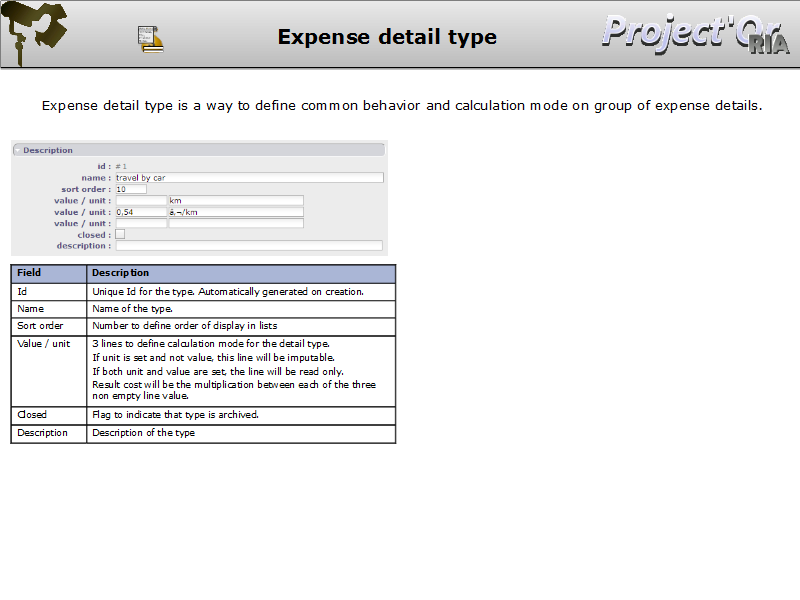 Expense detail type
Project'Or
RIA
Expense detail type is a way to define common behavior and calculation mode on group of expense details.
Description
id : #1
name : travel by car
sort order : 10
value / unit : km
value / unit : 0,54 â‚¬/km
value / unit :
closed :
description :
Field Description
Id Unique Id for the type. Automatically generated on creation.
Name Name of the type.
Sort order Number to define order of display in lists
Value / unit 3 lines to define calculation mode for the detail type.
If unit is set and not value, this line will be imputable.
If both unit and value are set, the line will be read only.
Result cost will be the multiplication between each of the three
non empty line value.
Closed Flag to indicate that type is archived.
Description Description of the type